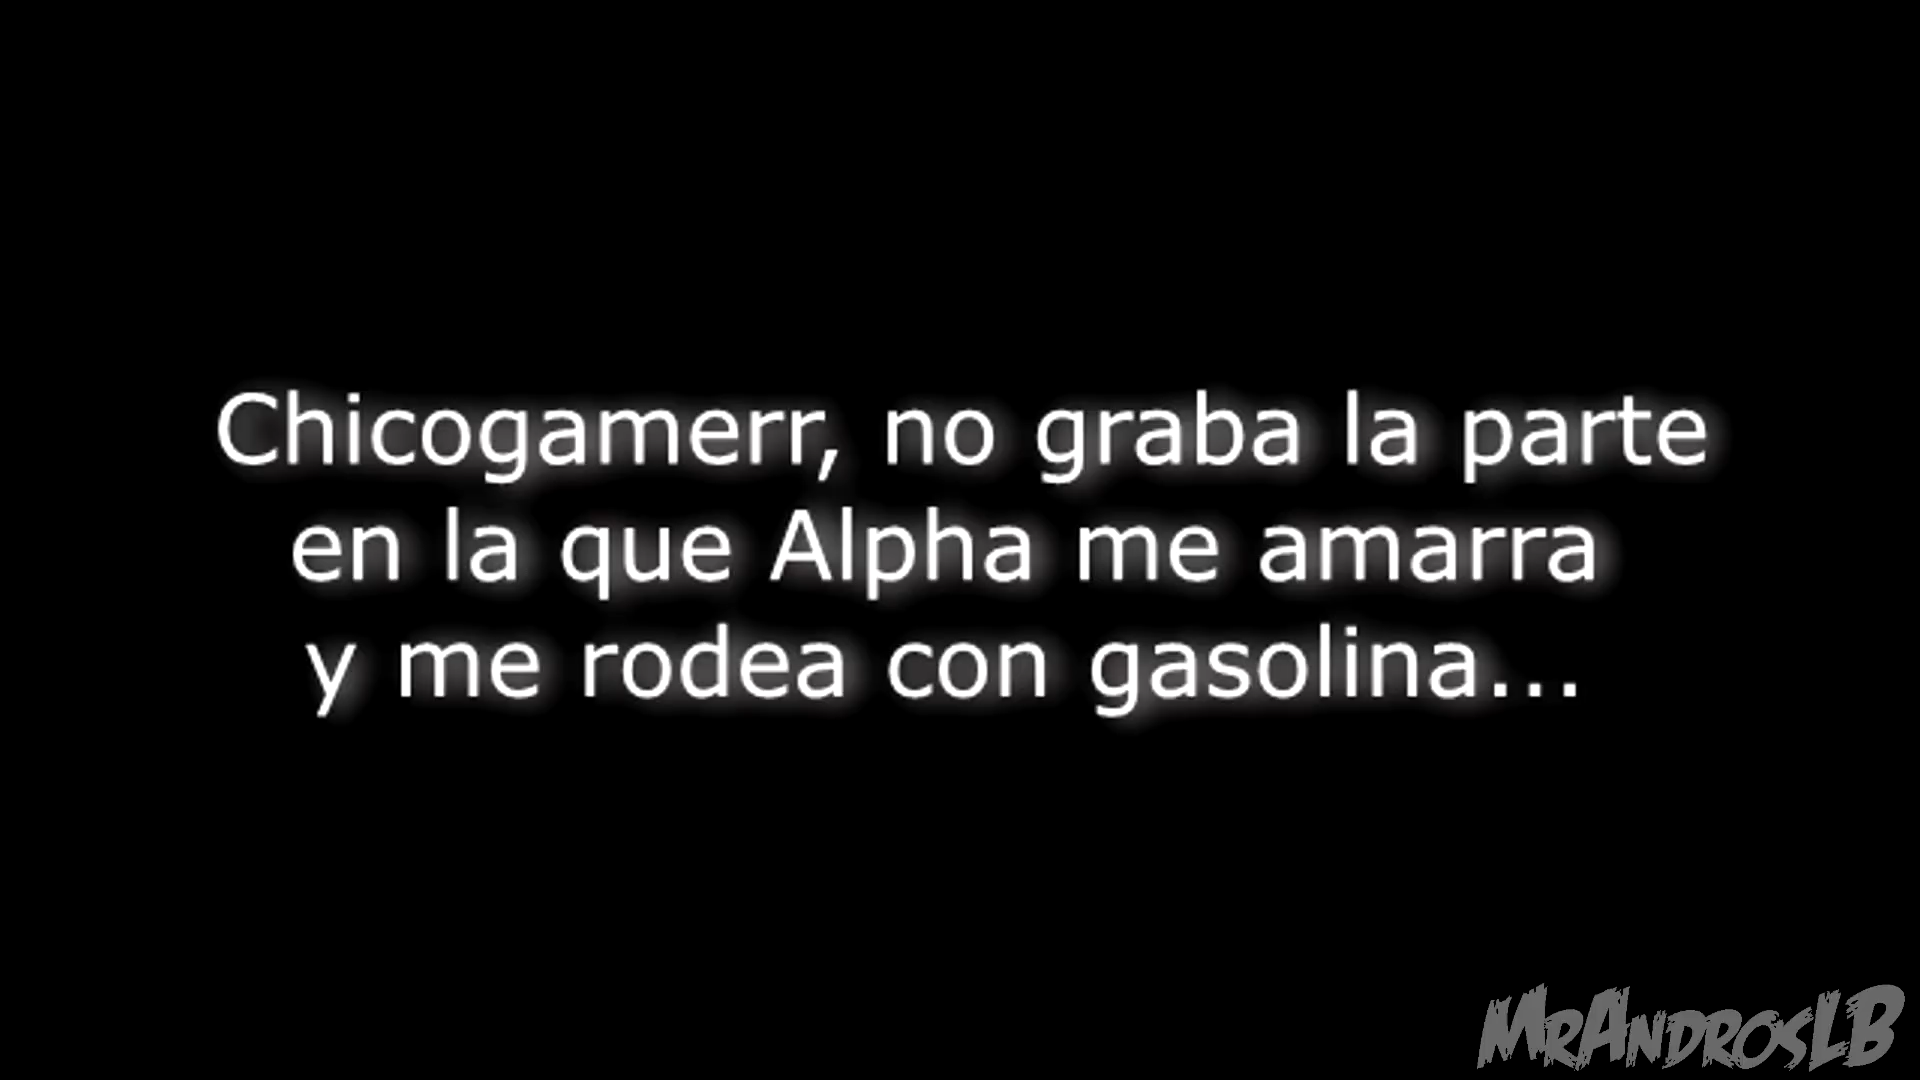 Chicogamerr, no graba la parte
en la que Alpha me amarra
y me rodea con gasolina...
MrAndrosLB